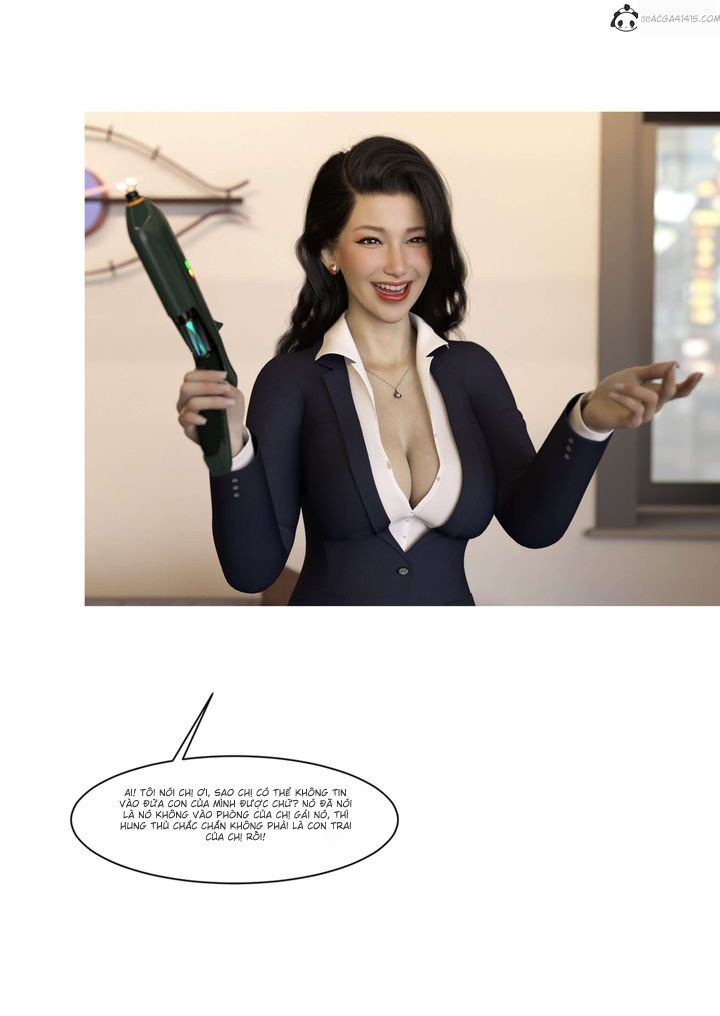 ACGA41415.COM
AI! TÔI NÓI CHỊ ƠI, SAO CHỊ CÓ THỂ KHÔNG TIN
VÀO ĐỨA CON CỦA MÌNH ĐƯỢC CHỨ? NÓ ĐÃ NÓI
LÀ NÓ KHÔNG VÀO PHÒNG CỦA CHỊ GÁI NÓ, THÌ
HUNG THỦ CHẮC CHẮN KHÔNG PHẢI LÀ CON TRAI
CỦA CHỊ RỒI!